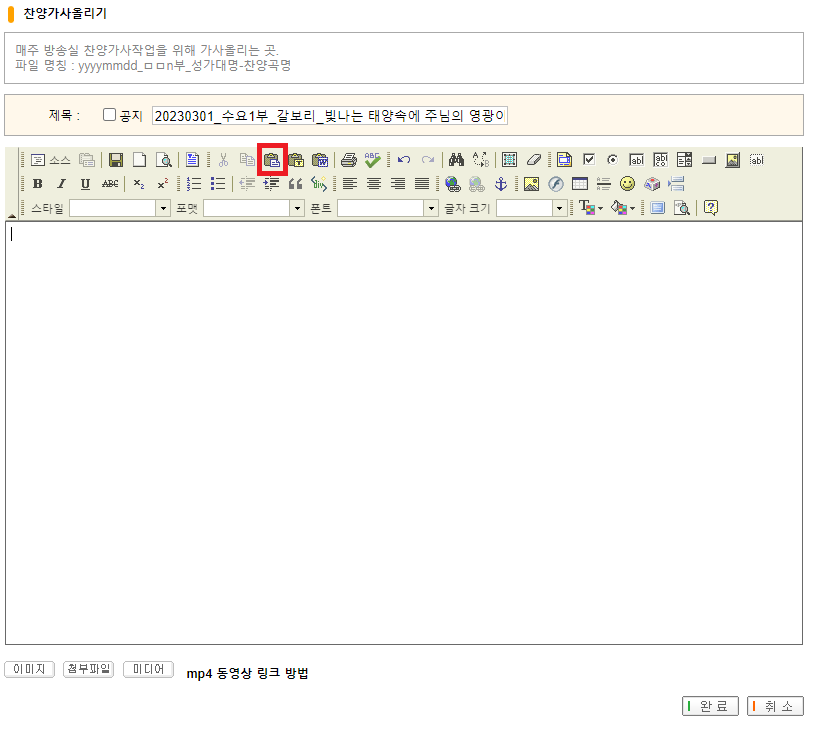 찬양가사올리기
매주 방송실 찬양가사작업을 위해 가사올리는 곳.
파일 명칭 : yyyymmdd_ㅁㅁn부_성가대명-찬양곡명
제목 : 공지 20230301_수요1부_갈보리_빛나는 태양속에 주님의 영광이
소스
B I U ABC
스타일 포맷 폰트 글자 크기
이미지 첨부파일 미디어 mp4 동영상 링크 방법
완 료 취 소